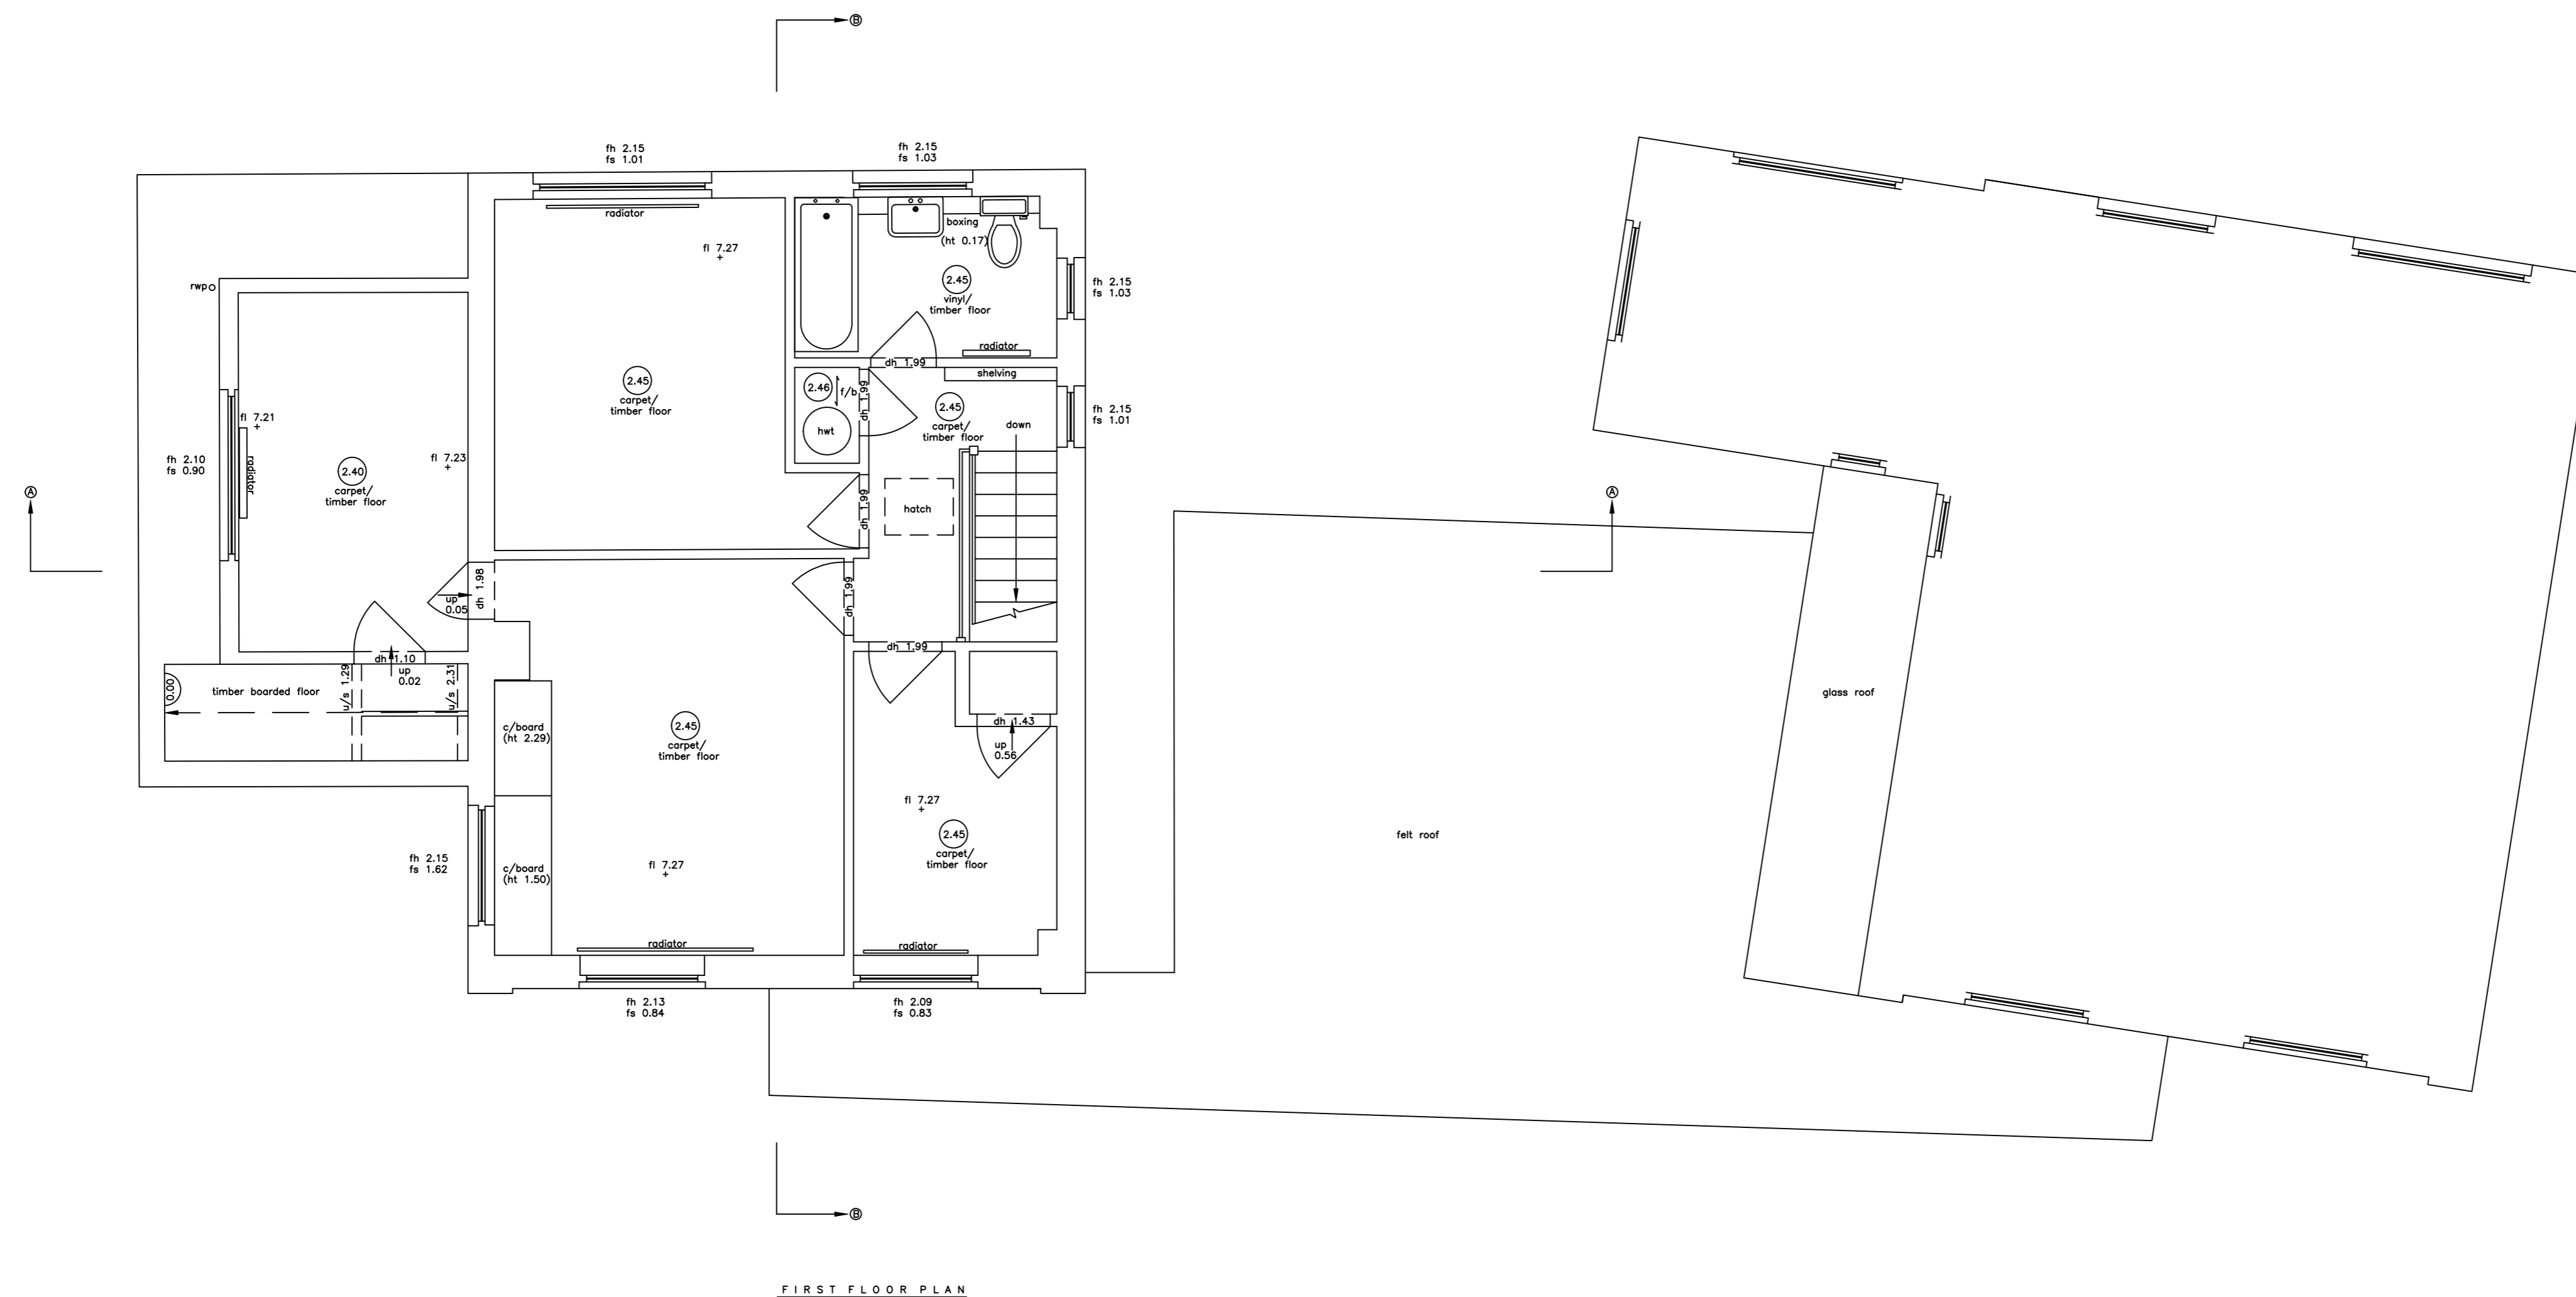 B
fh 2.15
fs 1.01
fh 2.15
fs 1.03
radiator
boxing
(ht 0.17)
fl 7.27
+
2.45
vinyl/
timber floor
rwp
fh 2.15
fs 1.03
radiator
dh 1.99
shelving
2.45
carpet/
timber floor
2.46
f/b
dh 1.99
hwt
2.45
carpet/
timber floor
down
fh 2.15
fs 1.01
fl 7.21
+
fl 7.23
+
fh 2.10
fs 0.90
radiator
2.40
carpet/
timber floor
A
A
dh 1.99
hatch
dh 1.98
up
0.05
dh 1.99
dh 1.99
dh 1.10
up
0.02
0.00
timber boarded floor
u/s 1.29
u/s 2.31
c/board
(ht 2.29)
2.45
carpet/
timber floor
dh 1.43
up
0.56
glass roof
fl 7.27
+
2.45
carpet/
timber floor
felt roof
fh 2.15
fs 1.62
c/board
(ht 1.50)
fl 7.27
+
radiator
radiator
fh 2.13
fs 0.84
fh 2.09
fs 0.83
B
FIRST FLOOR PLAN